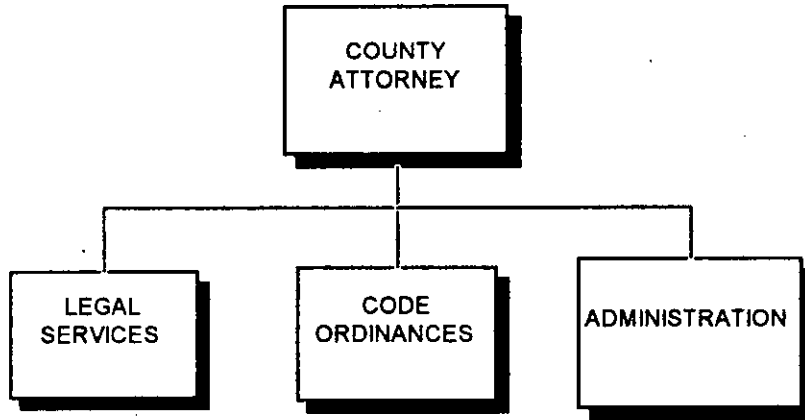 COUNTY
ATTORNEY
LEGAL
SERVICES
CODE
ORDINANCES
ADMINISTRATION